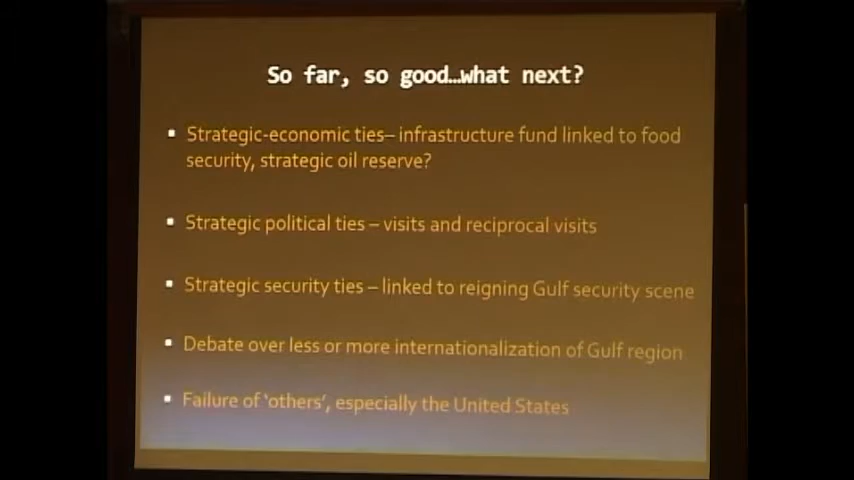 So far, so good…what next?
▪ Strategic-economic ties– infrastructure fund linked to food
security, strategic oil reserve?
▪ Strategic political ties – visits and reciprocal visits
▪ Strategic security ties – linked to reigning Gulf security scene
▪ Debate over less or more internationalization of Gulf region
▪ Failure of ‘others’, especially the United States